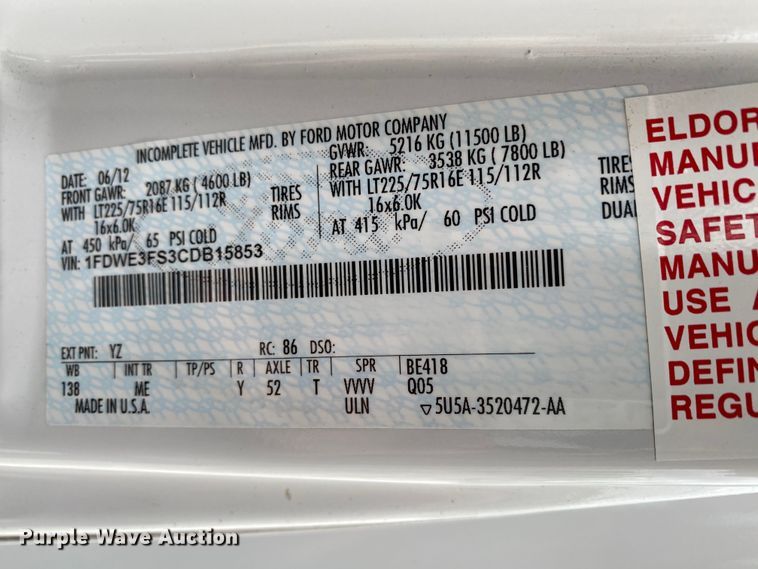 INCOMPLETE VEHICLE MFD. BY FORD MOTOR COMPANY
DATE: 06/12 GVWR: 5216 KG (11500 LB)
FRONT GAWR: 2087 KG (4600 LB) REAR GAWR: 3538 KG (7800 LB)
WITH LT225/75R16E 115/112R TIRES WITH LT225/75R16E 115/112R TIRES
16x6.0K RIMS 16x6.0K RIMS
AT 450 kPa/ 65 PSI COLD AT 415 kPa/ 60 PSI COLD DUAL
VIN: 1FDWE3FS3CDB15853
EXT PNT: YZ RC: 86 DSO:
WB INT TR TP/PS R AXLE TR SPR BE418
138 ME Y 52 T VVVV Q05
MADE IN U.S.A. ULN ▽5U5A-3520472-AA
ELDOR
MANU
VEHIC
SAFET
MANU
USE
VEHIC
DEFIN
REGU
Purple Wave Auction